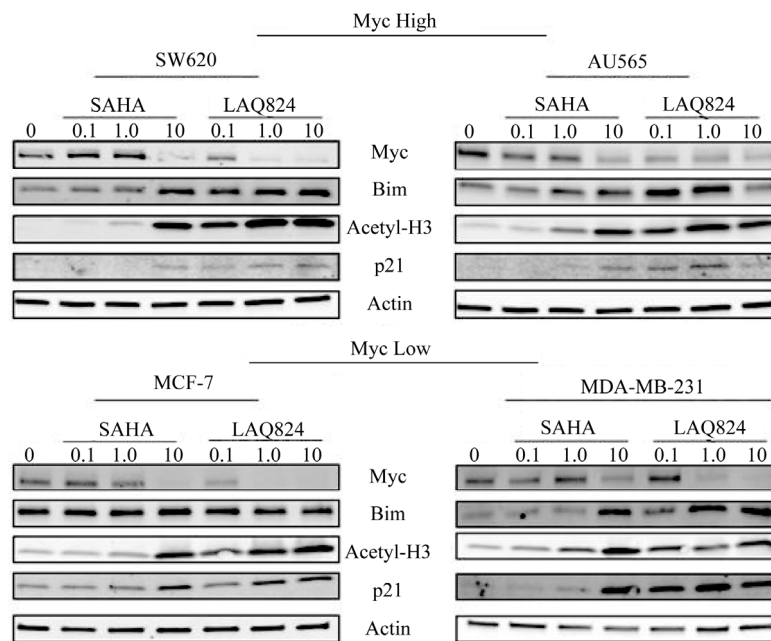 Myc High
SW620
AU565
SAHA LAQ824
SAHA LAQ824
0 0.1 1.0 10 0.1 1.0 10
0 0.1 1.0 10 0.1 1.0 10
Myc
Bim
Acetyl-H3
p21
Actin
Myc Low
MCF-7
MDA-MB-231
SAHA LAQ824
SAHA LAQ824
0 0.1 1.0 10 0.1 1.0 10
0 0.1 1.0 10 0.1 1.0 10
Myc
Bim
Acetyl-H3
p21
Actin